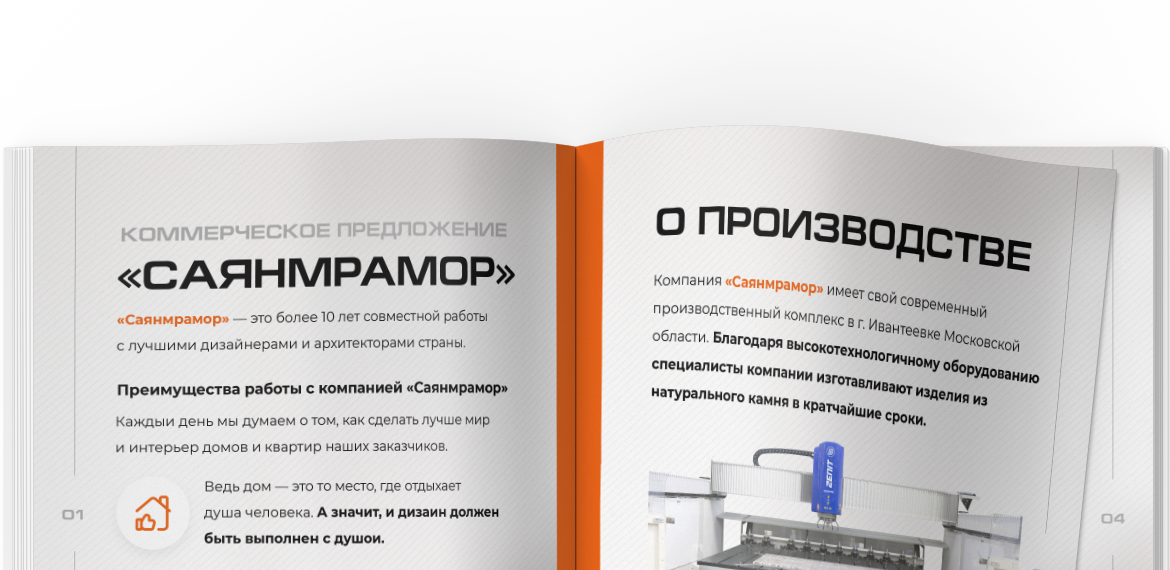 КОММЕРЧЕСКОЕ ПРЕДЛОЖЕНИЕ
«САЯНМРАМОР»
«Саянмрамор» — это более 10 лет совместной работы
с лучшими дизайнерами и архитекторами страны.
Преимущества работы с компанией «Саянмрамор»
Каждыи день мы думаем о том, как сделать лучше мир
и интерьер домов и квартир наших заказчиков.
Ведь дом — это то место, где отдыхает
душа человека. А значит, и дизаин должен
быть выполнен с душои.
01
О ПРОИЗВОДСТВЕ
Компания «Саянмрамор» имеет свой современный
производственный комплекс в г. Ивантеевке Московской
области. Благодаря высокотехнологичному оборудованию
специалисты компании изготавливают изделия из
натурального камня в кратчайшие сроки.
ZENIT
04